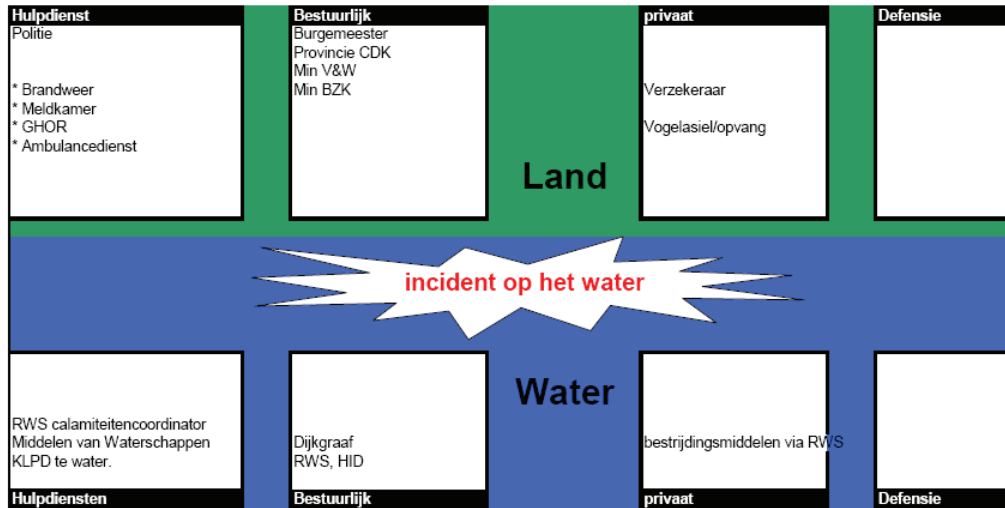 Hulpdienst
Politie
* Brandweer
* Meldkamer
* GHOR
* Ambulancedienst
Bestuurlijk
Burgemeester
Provincie CDK
Min V&W
Min BZK
privaat
Verzekeraar
Vogelasiel/opvang
Defensie
Land
incident op het water
Water
RWS calamiteitencoordinator
Middelen van Waterschappen
KLPD te water.
Hulpdiensten
Dijkgraaf
RWS, HID
Bestuurlijk
bestrijdingsmiddelen via RWS
privaat
Defensie